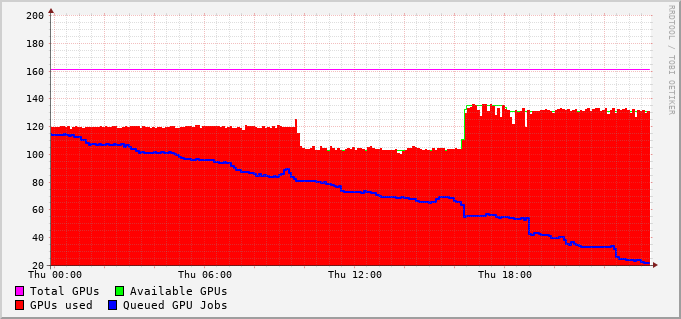 200
180
160
140
120
100
80
60
40
20
Thu 00:00 Thu 06:00 Thu 12:00 Thu 18:00
Total GPUs Available GPUs
GPUs used Queued GPU Jobs
RRDTOOL / TOBI OETIKER